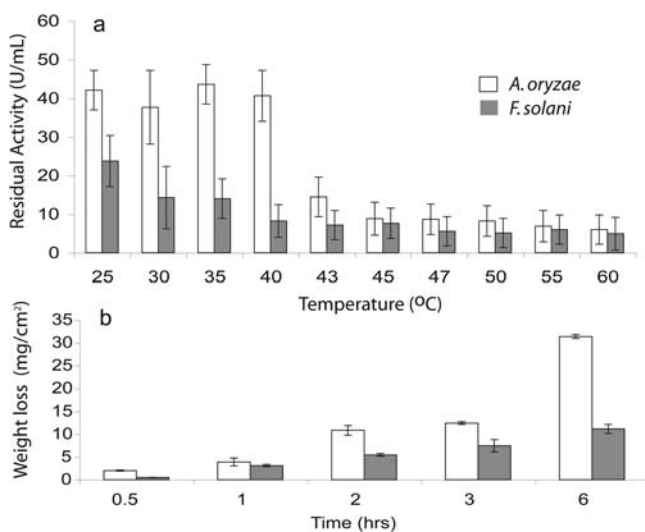 a
60
50
40
30
20
10
0
Residual Activity (U/mL)
A. oryzae
F. solani
25 30 35 40 43 45 47 50 55 60
Temperature (ºC)
b
35
30
25
20
15
10
5
0
Weight loss (mg/cm²)
0.5 1 2 3 6
Time (hrs)